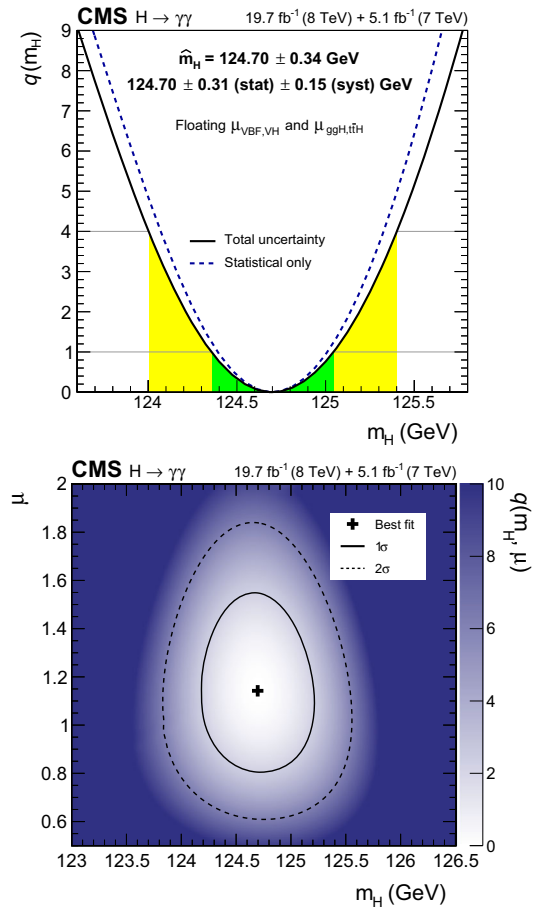 CMS H → γγ 19.7 fb⁻¹ (8 TeV) + 5.1 fb⁻¹ (7 TeV)
q(m_H)
9
8
7
6
5
4
3
2
1
0
m̂_H = 124.70 ± 0.34 GeV
124.70 ± 0.31 (stat) ± 0.15 (syst) GeV
Floating μ_VBF,VH and μ_ggH,tt̄H
Total uncertainty
Statistical only
124 124.5 125 125.5
m_H (GeV)
CMS H → γγ 19.7 fb⁻¹ (8 TeV) + 5.1 fb⁻¹ (7 TeV)
μ
2
1.8
1.6
1.4
1.2
1
0.8
0.6
Best fit
1σ
2σ
10
8
6
4
2
0
q(m_H, μ)
123 123.5 124 124.5 125 125.5 126 126.5
m_H (GeV)